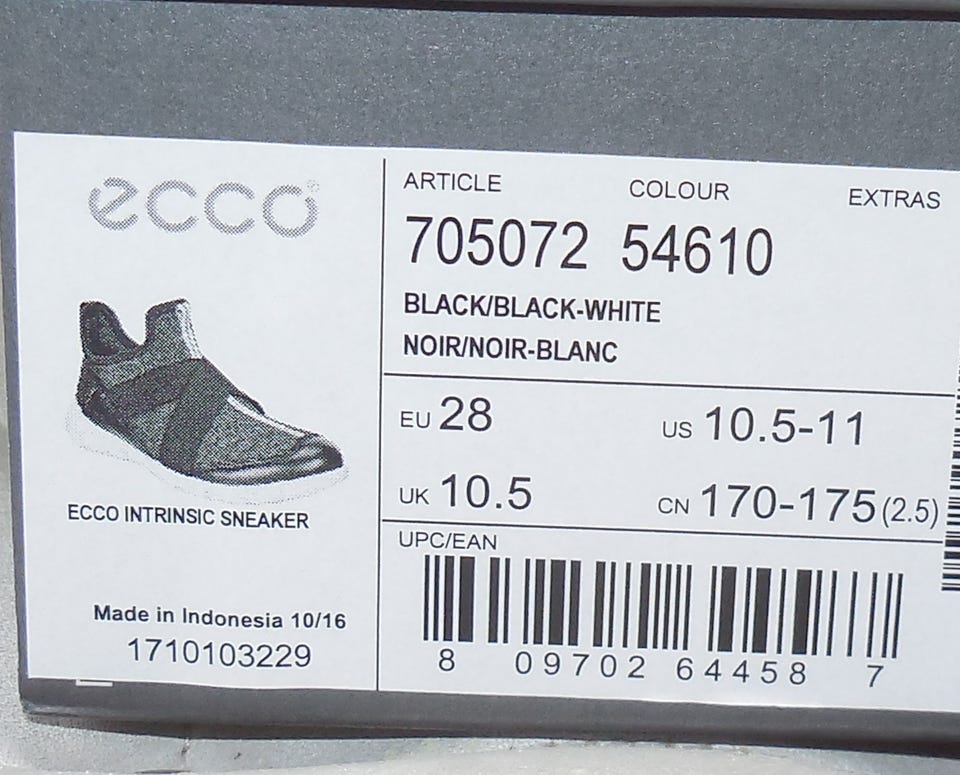 ecco®
ECCO INTRINSIC SNEAKER
Made in Indonesia 10/16
1710103229
ARTICLE COLOUR EXTRAS
705072 54610
BLACK/BLACK-WHITE
NOIR/NOIR-BLANC
EU 28 US 10.5-11
UK 10.5 CN 170-175 (2.5)
UPC/EAN
8 09702 64458 7